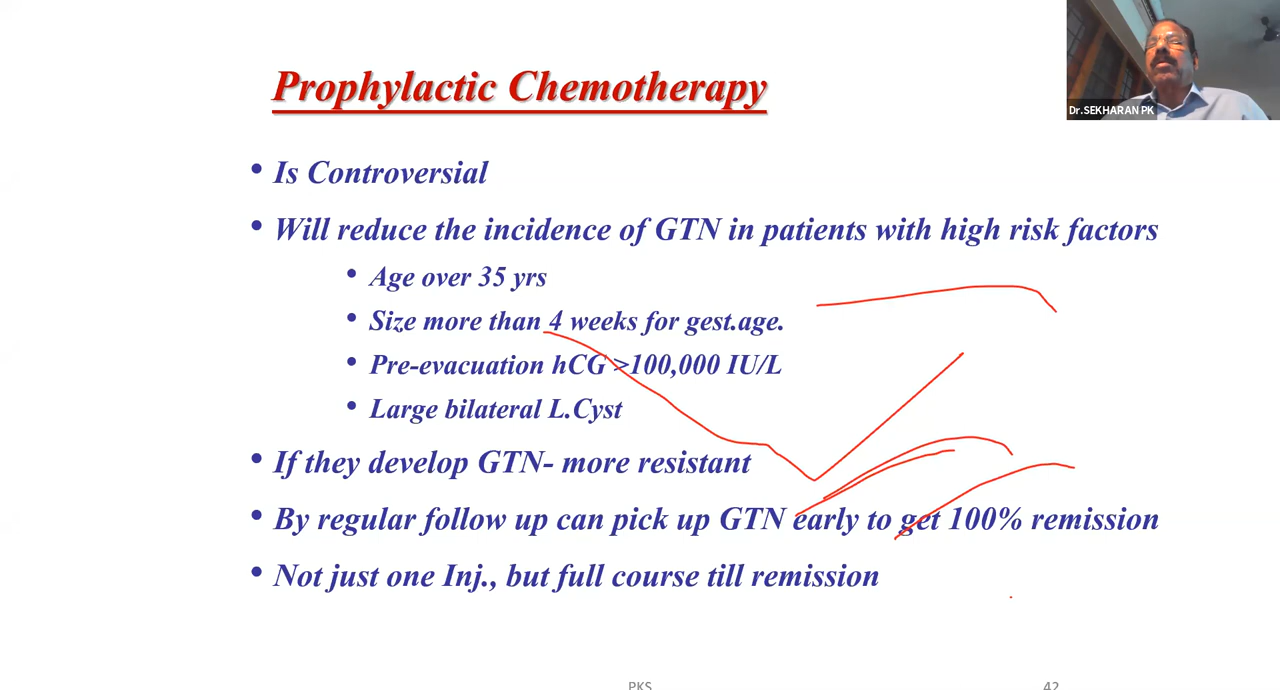 Prophylactic Chemotherapy
Dr.SEKHARAN PK
• Is Controversial
• Will reduce the incidence of GTN in patients with high risk factors
• Age over 35 yrs
• Size more than 4 weeks for gest.age.
• Pre-evacuation hCG >100,000 IU/L
• Large bilateral L.Cyst
• If they develop GTN- more resistant
• By regular follow up can pick up GTN early to get 100% remission
• Not just one Inj., but full course till remission
PKS
42